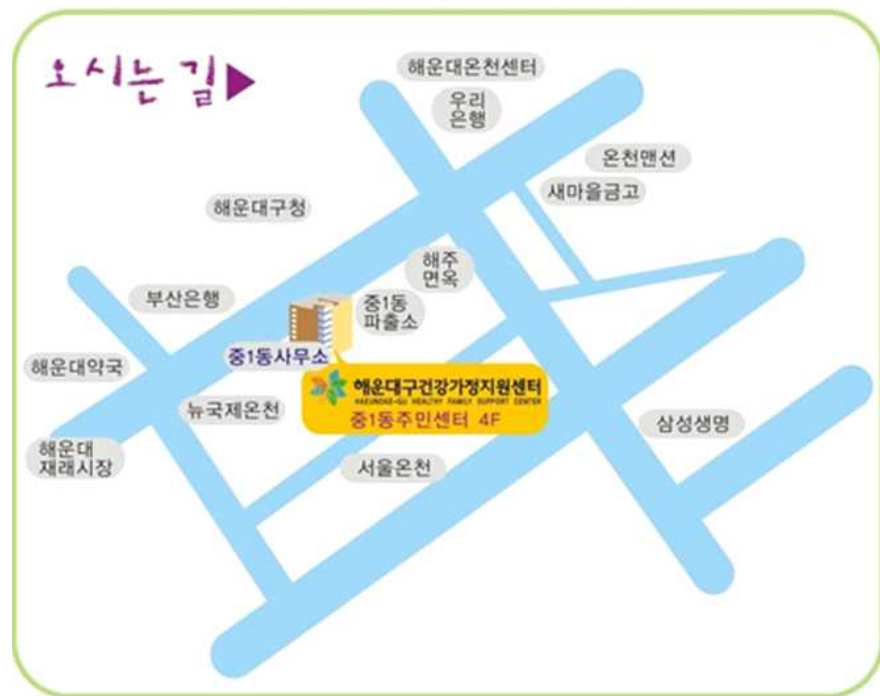 오시는 길
해운대온천센터
우리
은행
온천맨션
새마을금고
해운대구청
해주
면옥
부산은행
중1동
파출소
중1동사무소
해운대약국
해운대구건강가정지원센터
HAEUNDAE-GU HEALTHY FAMILY SUPPORT CENTER
중1동주민센터 4F
뉴국제온천
삼성생명
해운대
재래시장
서울온천